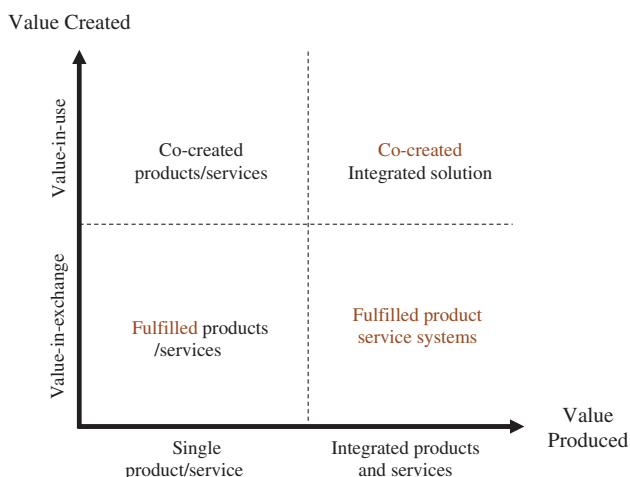 Value Created
Value-in-use
Co-created
products/services
Co-created
Integrated solution
Value-in-exchange
Fulfilled products
/services
Fulfilled product
service systems
Value
Produced
Single
product/service
Integrated products
and services